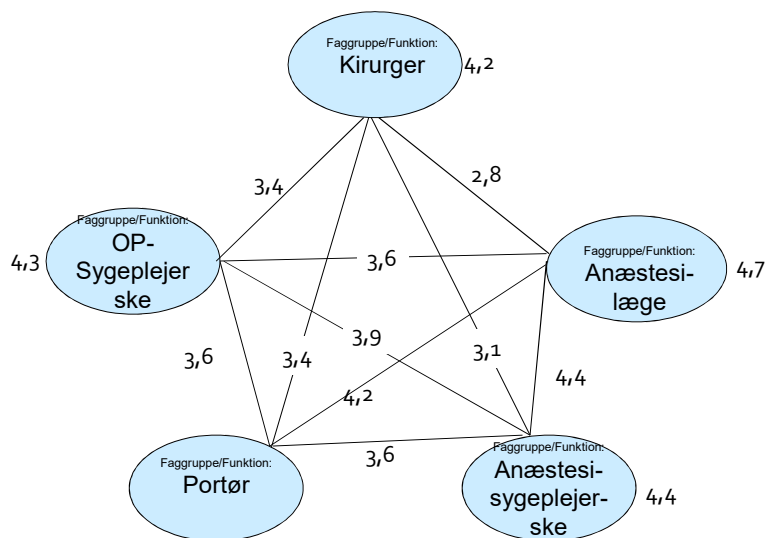 Faggruppe/Funktion:
Kirurger
4,2
3,4
2,8
Faggruppe/Funktion:
OP-
Sygeplejer
ske
4,3
3,6
Faggruppe/Funktion:
Anæstesi-
læge
4,7
3,6
3,4
3,9
3,1
4,2
4,4
Faggruppe/Funktion:
Portør
3,6
Faggruppe/Funktion:
Anæstesi-
sygeplejer-
ske
4,4